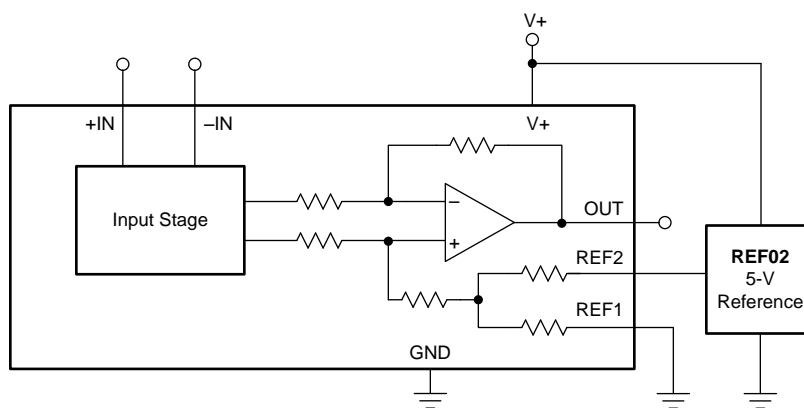 V+
+IN
–IN
V+
Input Stage
–
+
OUT
REF2
REF1
GND
REF02
5-V
Reference